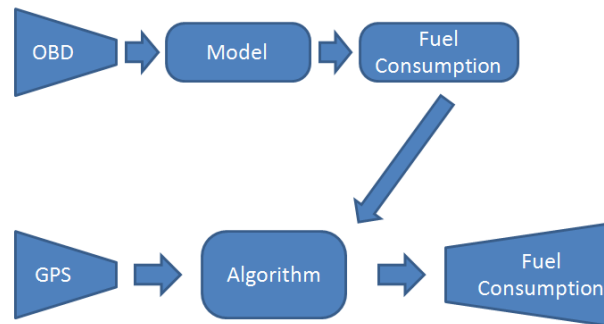 OBD
Model
Fuel
Consumption
GPS
Algorithm
Fuel
Consumption